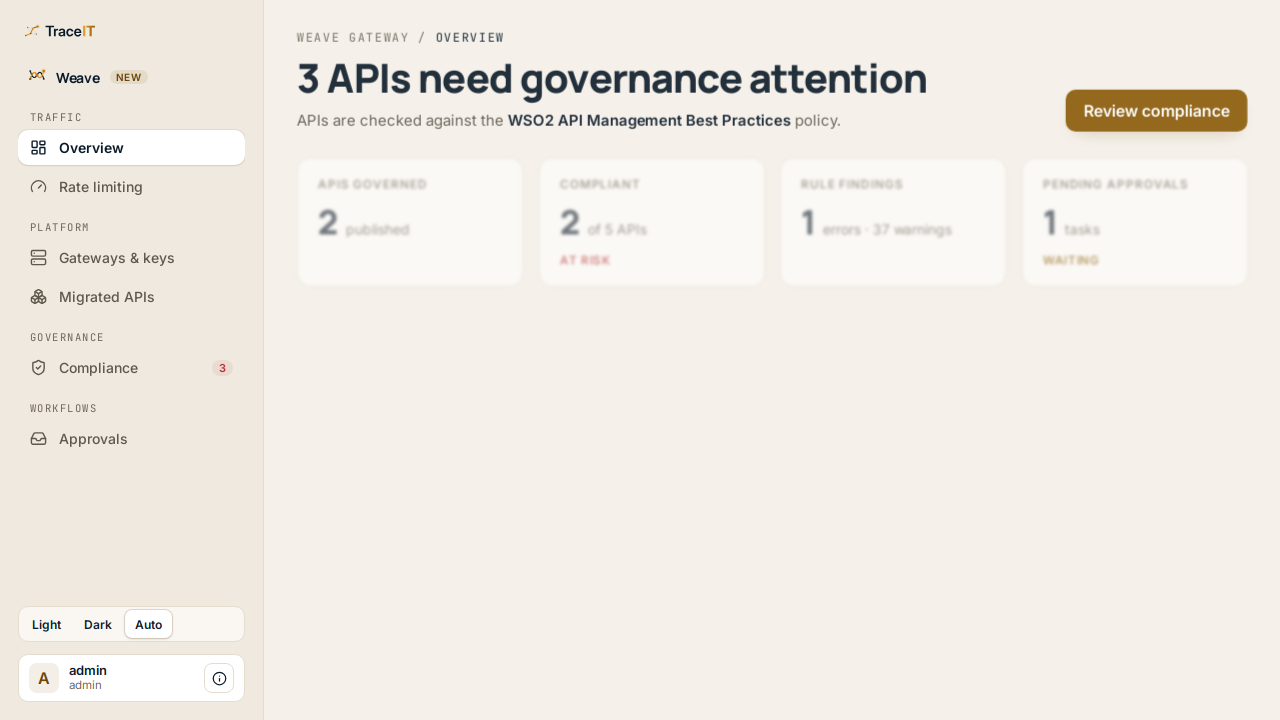 TraceIT
Weave NEW
TRAFFIC
Overview
Rate limiting
PLATFORM
Gateways & keys
Migrated APIs
GOVERNANCE
Compliance 3
WORKFLOWS
Approvals
Light Dark Auto
A
admin
admin
WEAVE GATEWAY / OVERVIEW
3 APIs need governance attention
APIs are checked against the WSO2 API Management Best Practices policy.
Review compliance
APIS GOVERNED
2 published
COMPLIANT
2 of 5 APIs
AT RISK
RULE FINDINGS
1 errors · 37 warnings
PENDING APPROVALS
1 tasks
WAITING